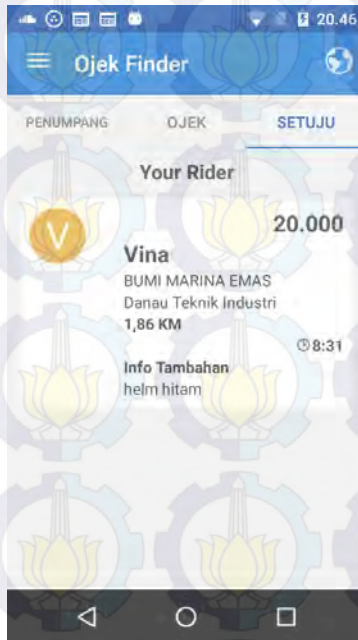 20.46
Ojek Finder
PENUMPANG OJEK SETUJU
Your Rider
V
20.000
Vina
BUMI MARINA EMAS
Danau Teknik Industri
1,86 KM
8:31
Info Tambahan
helm hitam